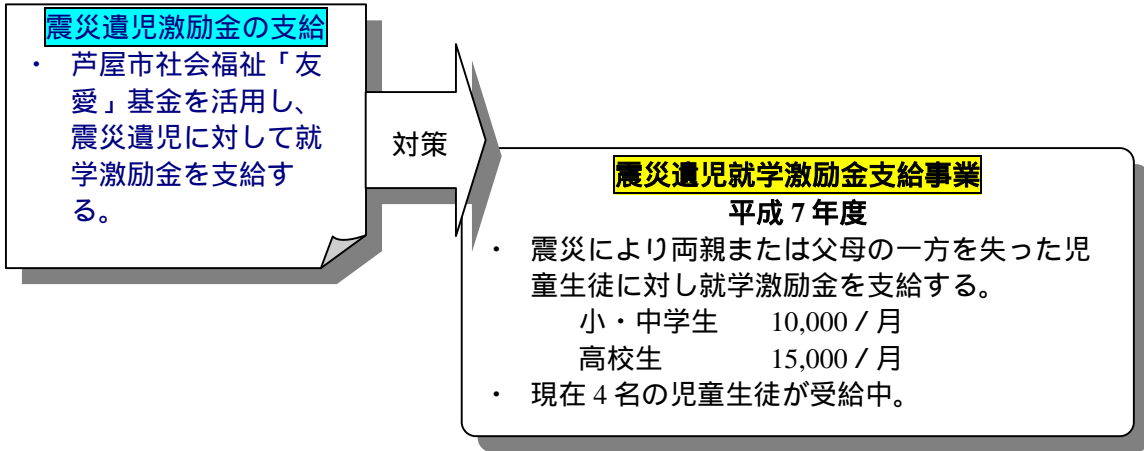 震災遺児激励金の支給
・ 芦屋市社会福祉「友
愛」基金を活用し、
震災遺児に対して就
学激励金を支給す
る。
対策
震災遺児就学激励金支給事業
平成7年度
・ 震災により両親または父母の一方を失った児
童生徒に対し就学激励金を支給する。
小・中学生 10,000／月
高校生 15,000／月
・ 現在4名の児童生徒が受給中。